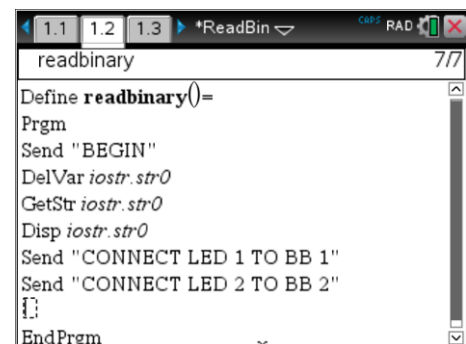 1.1 1.2 1.3 *ReadBin CAPS RAD
readbinary 7/7
Define readbinary()=
Prgm
Send "BEGIN"
DelVar iostr.str0
GetStr iostr.str0
Disp iostr.str0
Send "CONNECT LED 1 TO BB 1"
Send "CONNECT LED 2 TO BB 2"
EndPrgm